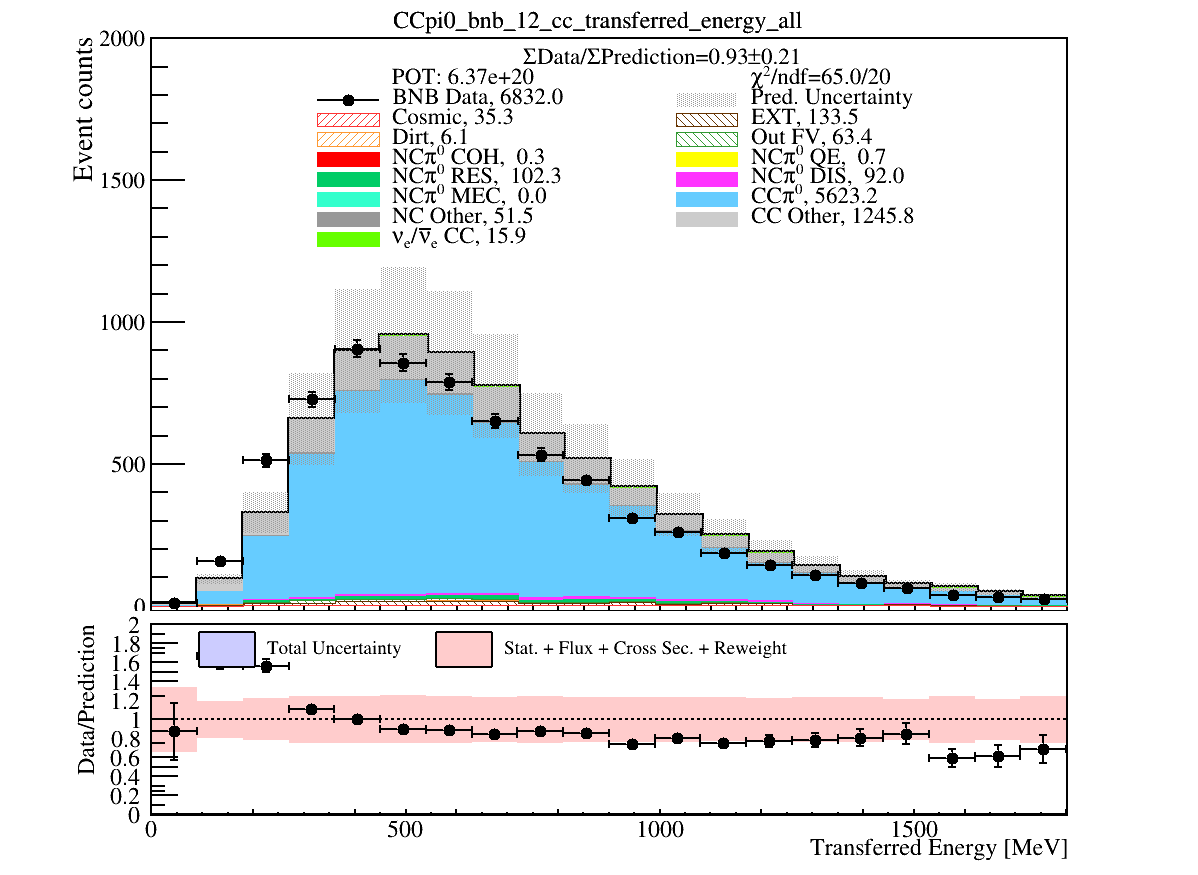 CCpi0_bnb_12_cc_transferred_energy_all
ΣData/ΣPrediction=0.93±0.21
POT: 6.37e+20
χ²/ndf=65.0/20
BNB Data, 6832.0
Pred. Uncertainty
Cosmic, 35.3
EXT, 133.5
Dirt, 6.1
Out FV, 63.4
NCπ⁰ COH,  0.3
NCπ⁰ QE,  0.7
NCπ⁰ RES,  102.3
NCπ⁰ DIS,  92.0
NCπ⁰ MEC,  0.0
CCπ⁰, 5623.2
NC Other, 51.5
CC Other, 1245.8
νₑ/ν̅ₑ CC, 15.9
Event counts
2000
1500
1000
500
0
Data/Prediction
2
1.8
1.6
1.4
1.2
1
0.8
0.6
0.4
0.2
0
Total Uncertainty
Stat. + Flux + Cross Sec. + Reweight
0
500
1000
1500
Transferred Energy [MeV]